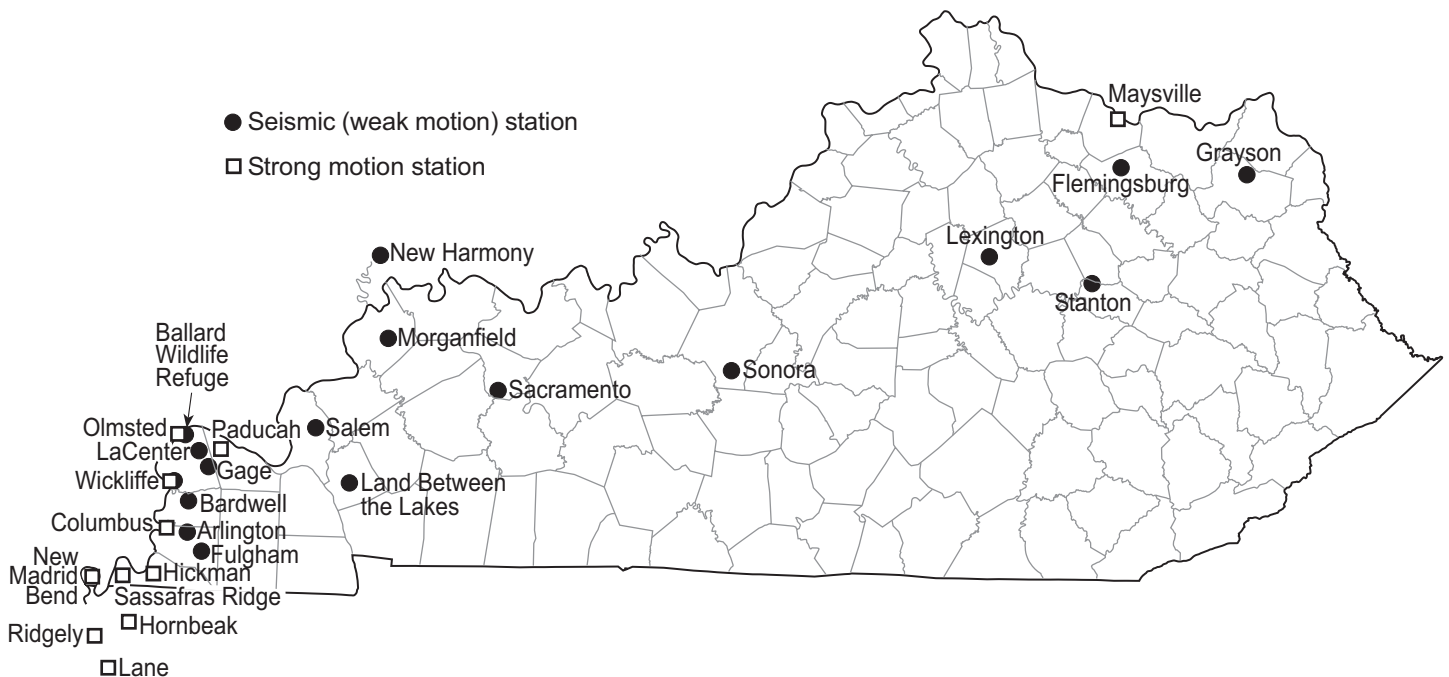 Maysville
Seismic (weak motion) station
Strong motion station
Grayson
Flemingsburg
Lexington
New Harmony
Stanton
Ballard
Wildlife
Refuge
Morganfield
Sonora
Sacramento
Olmsted
Paducah
Salem
LaCenter
Gage
Wickliffe
Land Between
the Lakes
Bardwell
Columbus
Arlington
Fulgham
New
Madrid
Bend
Hickman
Sassafras Ridge
Hornbeak
Ridgely
Lane